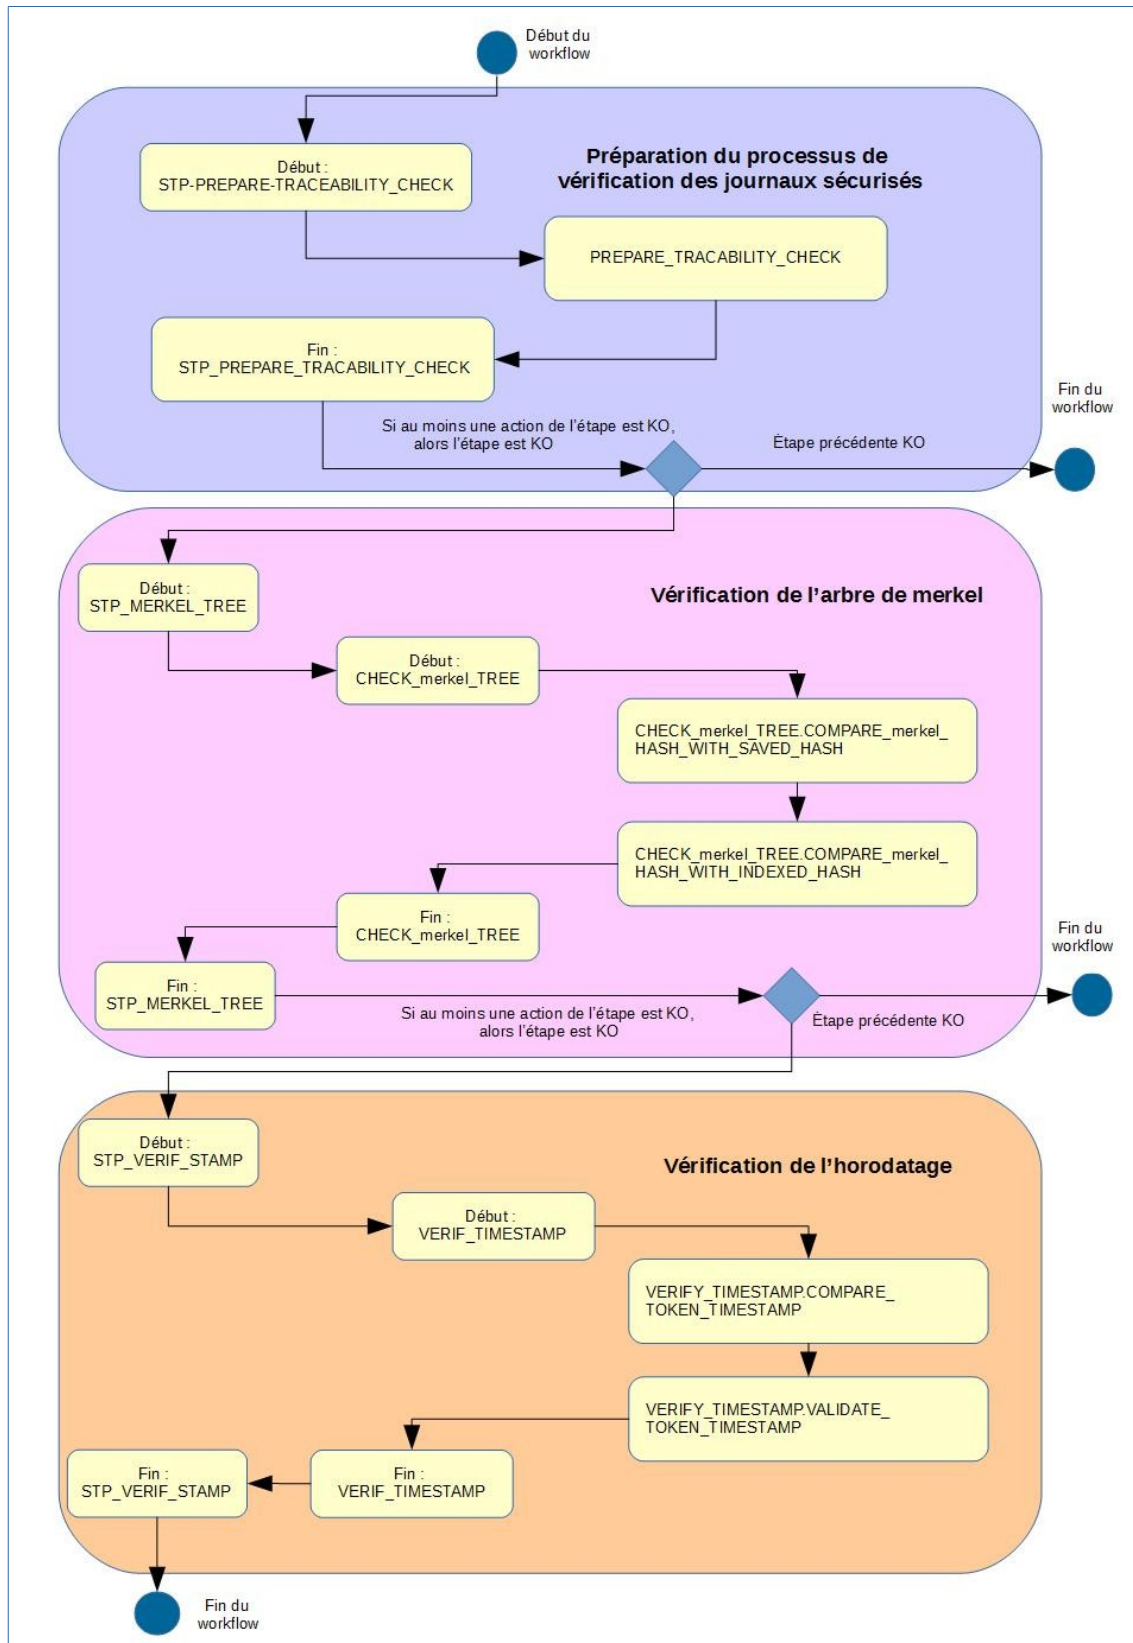 Début du
workflow
Préparation du processus de
vérification des journaux sécurisés
Début :
STP-PREPARE-TRACEABILITY_CHECK
PREPARE_TRACABILITY_CHECK
Fin :
STP_PREPARE_TRACABILITY_CHECK
Si au moins une action de l'étape est KO,
alors l'étape est KO
Étape précédente KO
Fin du
workflow
Début :
STP_MERKEL_TREE
Vérification de l'arbre de merkel
Début :
CHECK_merkel_TREE
CHECK_merkel_TREE.COMPARE_merkel_
HASH_WITH_SAVED_HASH
CHECK_merkel_TREE.COMPARE_merkel_
HASH_WITH_INDEXED_HASH
Fin :
CHECK_merkel_TREE
Fin :
STP_MERKEL_TREE
Si au moins une action de l'étape est KO,
alors l'étape est KO
Étape précédente KO
Fin du
workflow
Début :
STP_VERIF_STAMP
Vérification de l'horodatage
Début :
VERIF_TIMESTAMP
VERIFY_TIMESTAMP.COMPARE_
TOKEN_TIMESTAMP
VERIFY_TIMESTAMP.VALIDATE_
TOKEN_TIMESTAMP
Fin :
VERIF_TIMESTAMP
Fin :
STP_VERIF_STAMP
Fin du
workflow